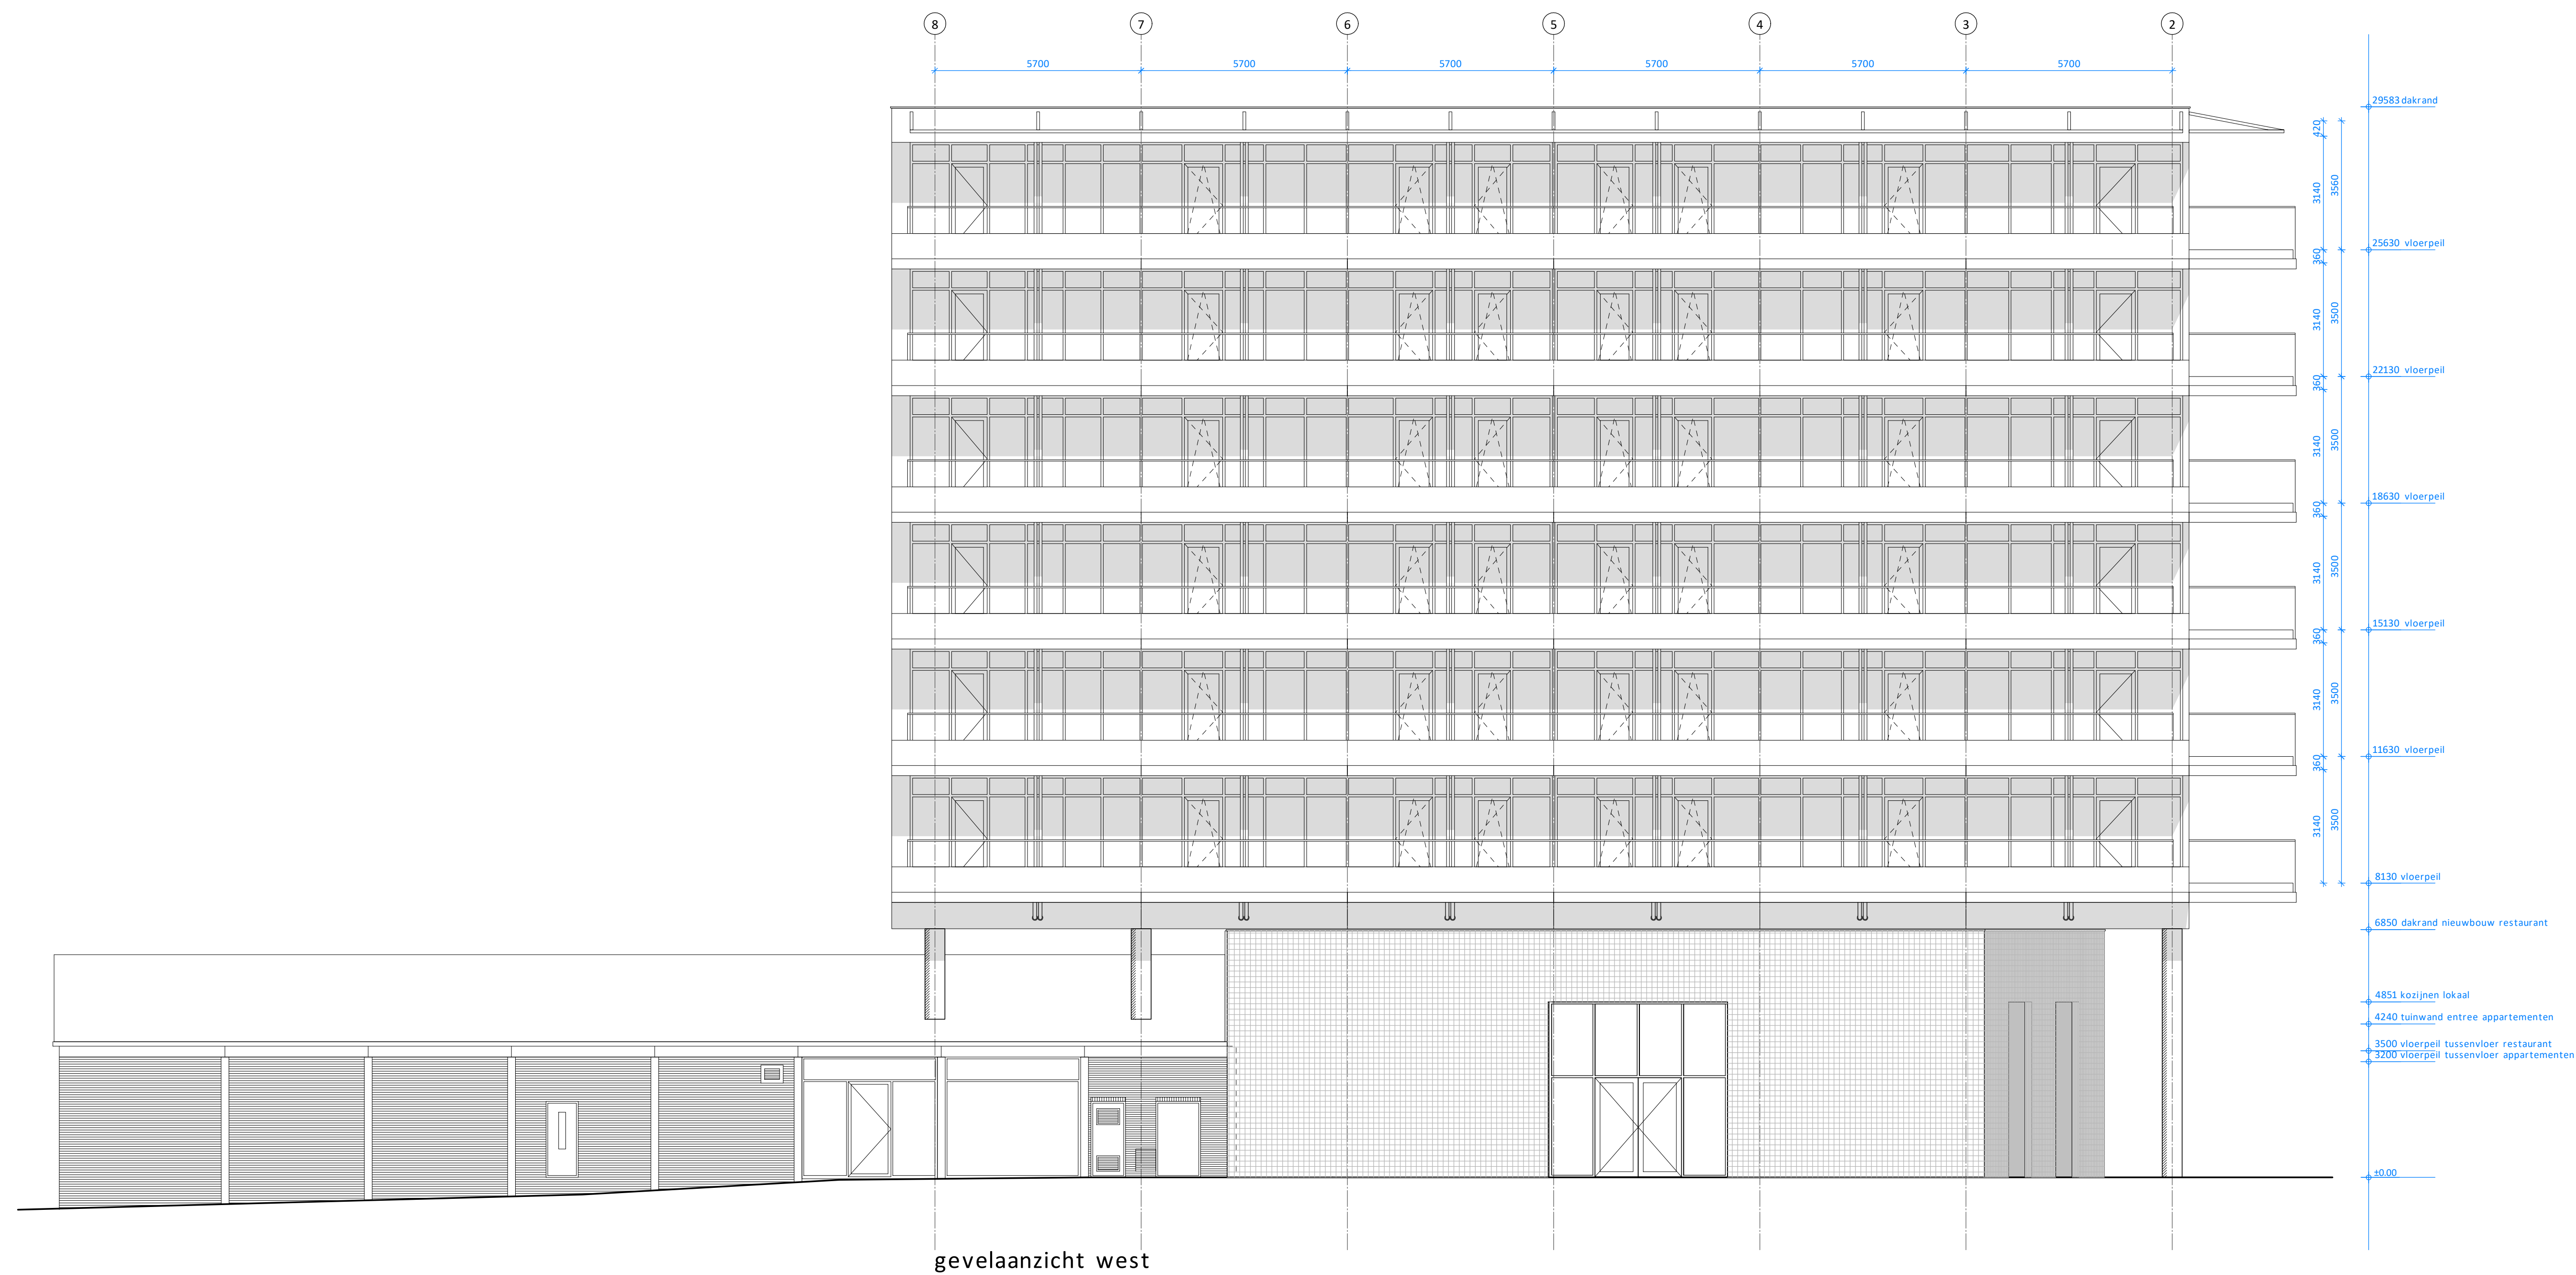 8 7 6 5 4 3 2
5700 5700 5700 5700 5700 5700
29583 dakrand
420
3140 3560
25630 vloerpeil
360
3140 3500
22130 vloerpeil
360
3140 3500
18630 vloerpeil
360
3140 3500
15130 vloerpeil
360
3140 3500
11630 vloerpeil
360
3140 3500
8130 vloerpeil
6850 dakrand nieuwbouw restaurant
4851 kozijnen lokaal
4240 tuinwand entree appartementen
3500 vloerpeil tussenvloer restaurant
3200 vloerpeil tussenvloer appartementen
±0.00
gevelaanzicht west